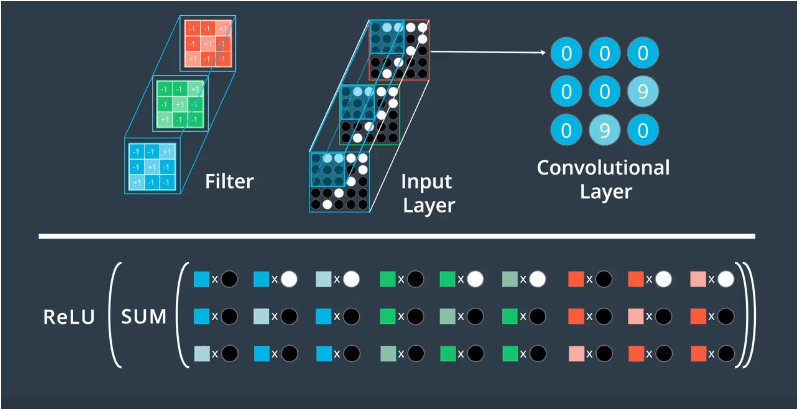 -1 -1 +1
-1 +1 -1
+1 -1 -1
-1 -1 +1
-1 +1 -1
+1 -1 -1
-1 -1 +1
-1 +1 -1
+1 -1 -1
Filter
Input
Layer
0 0 0
0 0 9
0 9 0
Convolutional
Layer
ReLU ( SUM (
x x x x x x x x x
x x x x x x x x x
x x x x x x x x x
))